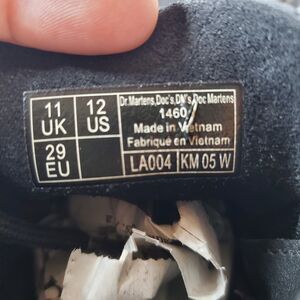 11 UK
12 US
29 EU
Dr.Martens,Doc's,DM's,Doc Martens
1460
Made in Vietnam
Fabriqué en Vietnam
LA004
KM 05 W